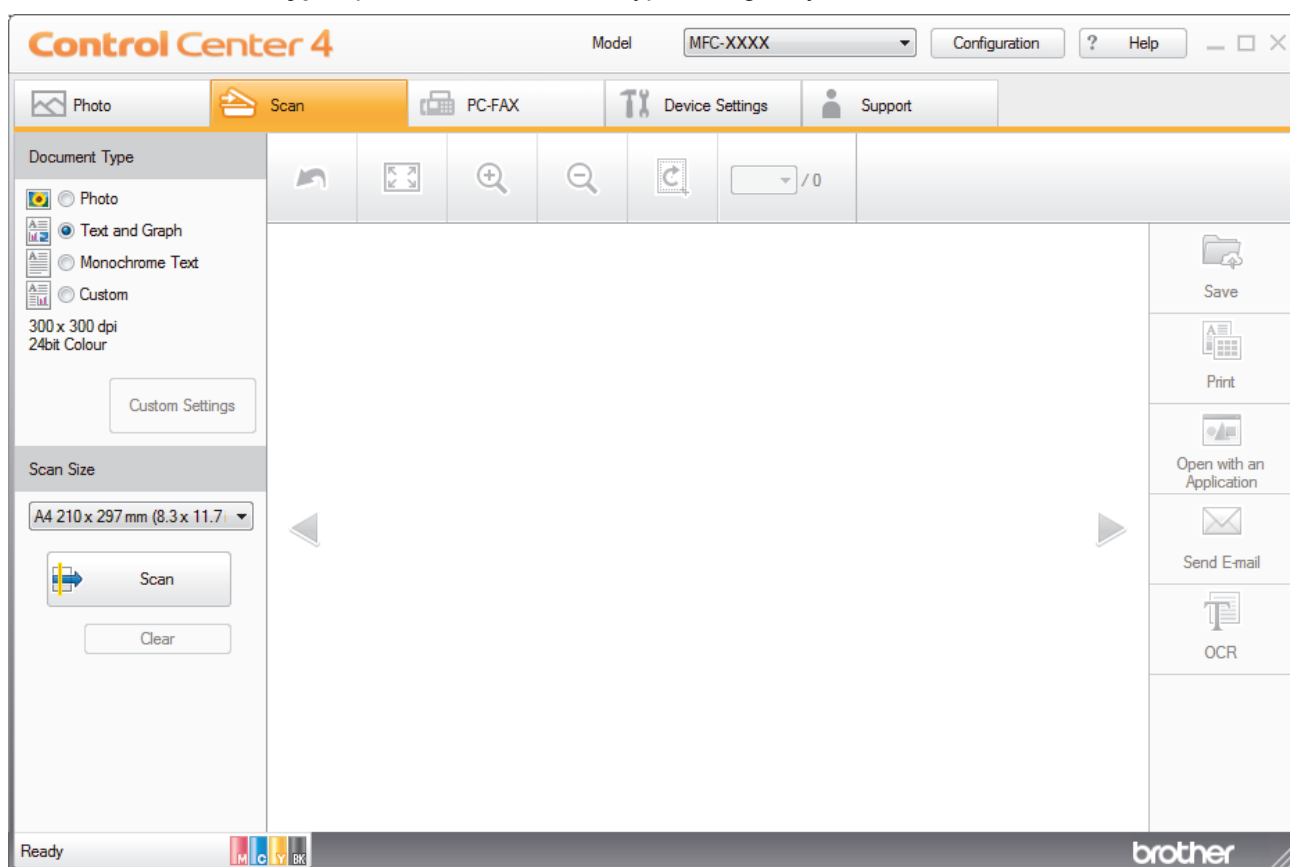 Control Center 4
Model MFC-XXXX Configuration ? Help
Photo Scan PC-FAX Device Settings Support
Document Type
/ 0
Photo
Text and Graph
Monochrome Text
Custom
300 x 300 dpi
24bit Colour
Custom Settings
Scan Size
A4 210 x 297 mm (8.3 x 11.7
Scan
Clear
Save
Print
Open with an
Application
Send E-mail
OCR
Ready
M C Y BK
brother